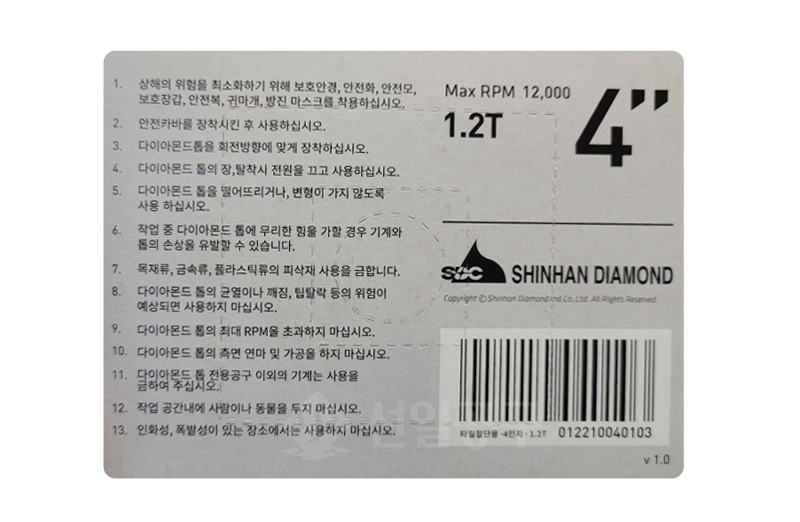 1. 상해의 위험을 최소화하기 위해 보호안경, 안전화, 안전모,
보호장갑, 안전복, 귀마개, 방진 마스크를 착용하십시오.
2. 안전카바를 장착시킨 후 사용하십시오.
3. 다이아몬드톱을 회전방향에 맞게 장착하십시오.
4. 다이아몬드 톱의 장,탈착시 전원을 끄고 사용하십시오.
5. 다이아몬드 톱을 떨어뜨리거나, 변형이 가지 않도록
사용 하십시오.
6. 작업 중 다이아몬드 톱에 무리한 힘을 가할 경우 기계와
톱의 손상을 유발할 수 있습니다.
7. 목재류, 금속류, 플라스틱류의 피삭재 사용을 금합니다.
8. 다이아몬드 톱의 균열이나 깨짐, 팁탈락 등의 위험이
예상되면 사용하지 마십시오.
9. 다이아몬드 톱의 최대 RPM을 초과하지 마십시오.
10. 다이아몬드 톱의 측면 연마 및 가공을 하지 마십시오.
11. 다이아몬드 톱 전용공구 이외의 기계는 사용을
금하여 주십시오.
12. 작업 공간내에 사람이나 동물을 두지 마십시오.
13. 인화성, 폭발성이 있는 장소에서는 사용하지 마십시오.
Max RPM 12,000
1.2T
4"
SDC SHINHAN DIAMOND
Copyright ⓒ Shinhan Diamond Ind. Co., Ltd. All Rights Reserved.
타일절단용-4인치-1.2T 012210040103
v 1.0